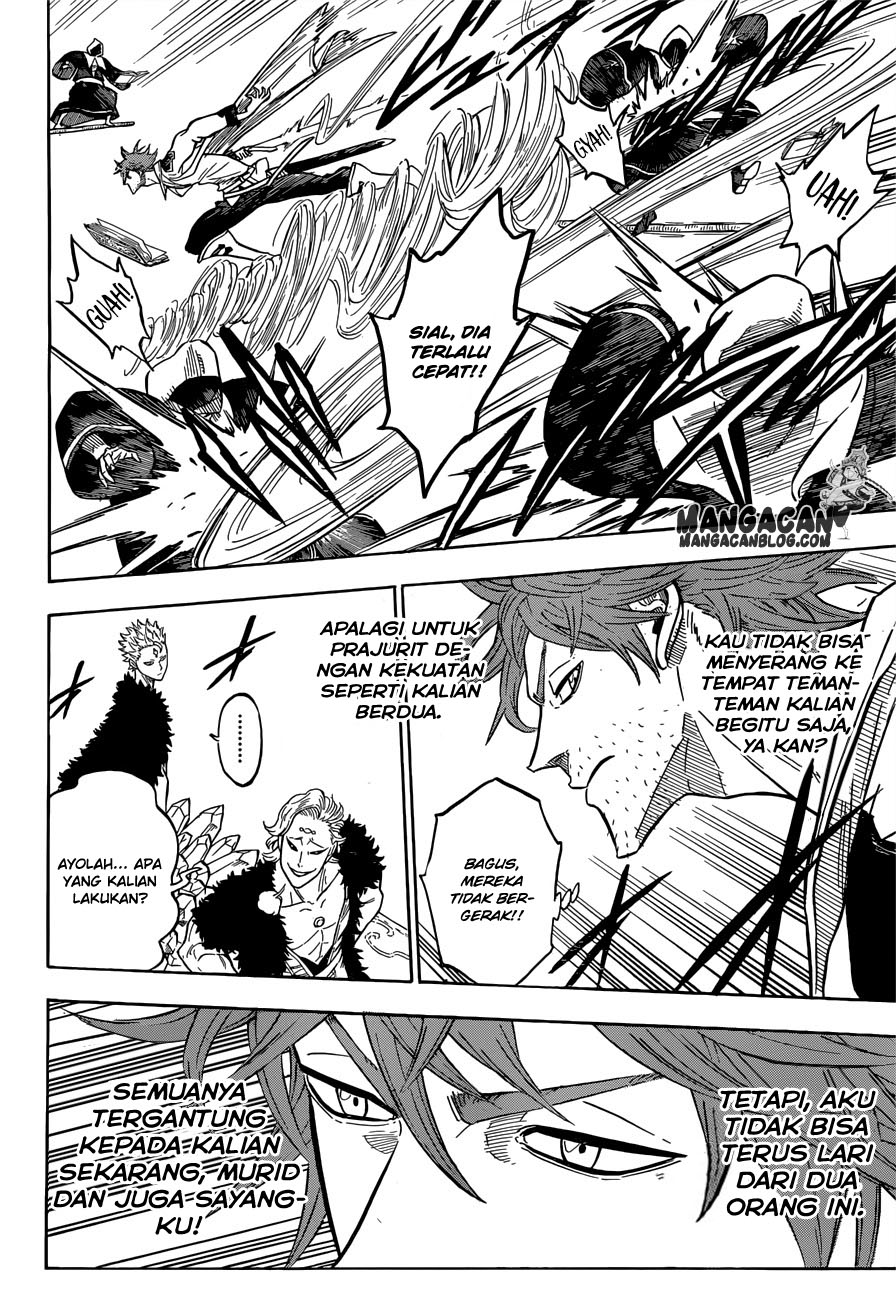 GYAH!
UAH!
GUAH!
SIAL, DIA
TERLALU
CEPAT!!
MANGACAN
MANGACANBLOG.COM
KAU TIDAK BISA
MENYERANG KE
TEMPAT TEMAN-
TEMAN KALIAN
BEGITU SAJA,
YA KAN?
APALAGI UNTUK
PRAJURIT DE-
NGAN KEKUATAN
SEPERTI KALIAN
BERDUA.
BAGUS,
MEREKA
TIDAK BER-
GERAK!!
.........
AYOLAH... APA
YANG KALIAN
LAKUKAN?
TETAPI, AKU
TIDAK BISA
TERUS LARI
DARI DUA
ORANG INI.
SEMUANYA
TERGANTUNG
KEPADA KALIAN
SEKARANG, MURID
DAN JUGA SAYANG-
KU!